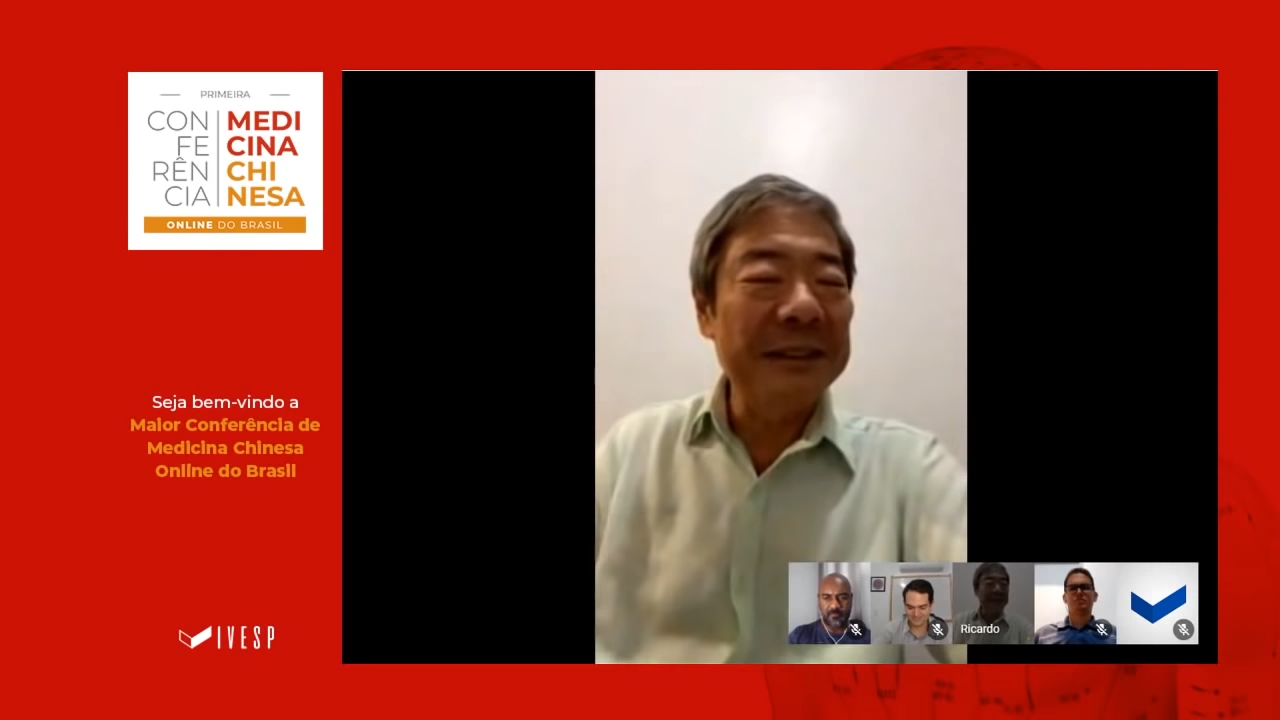 PRIMEIRA
CON MEDI
FE CINA
RÊN CHI
CIA NESA
ONLINE DO BRASIL
Seja bem-vindo a
Maior Conferência de
Medicina Chinesa
Online do Brasil
IVESP
Ricardo